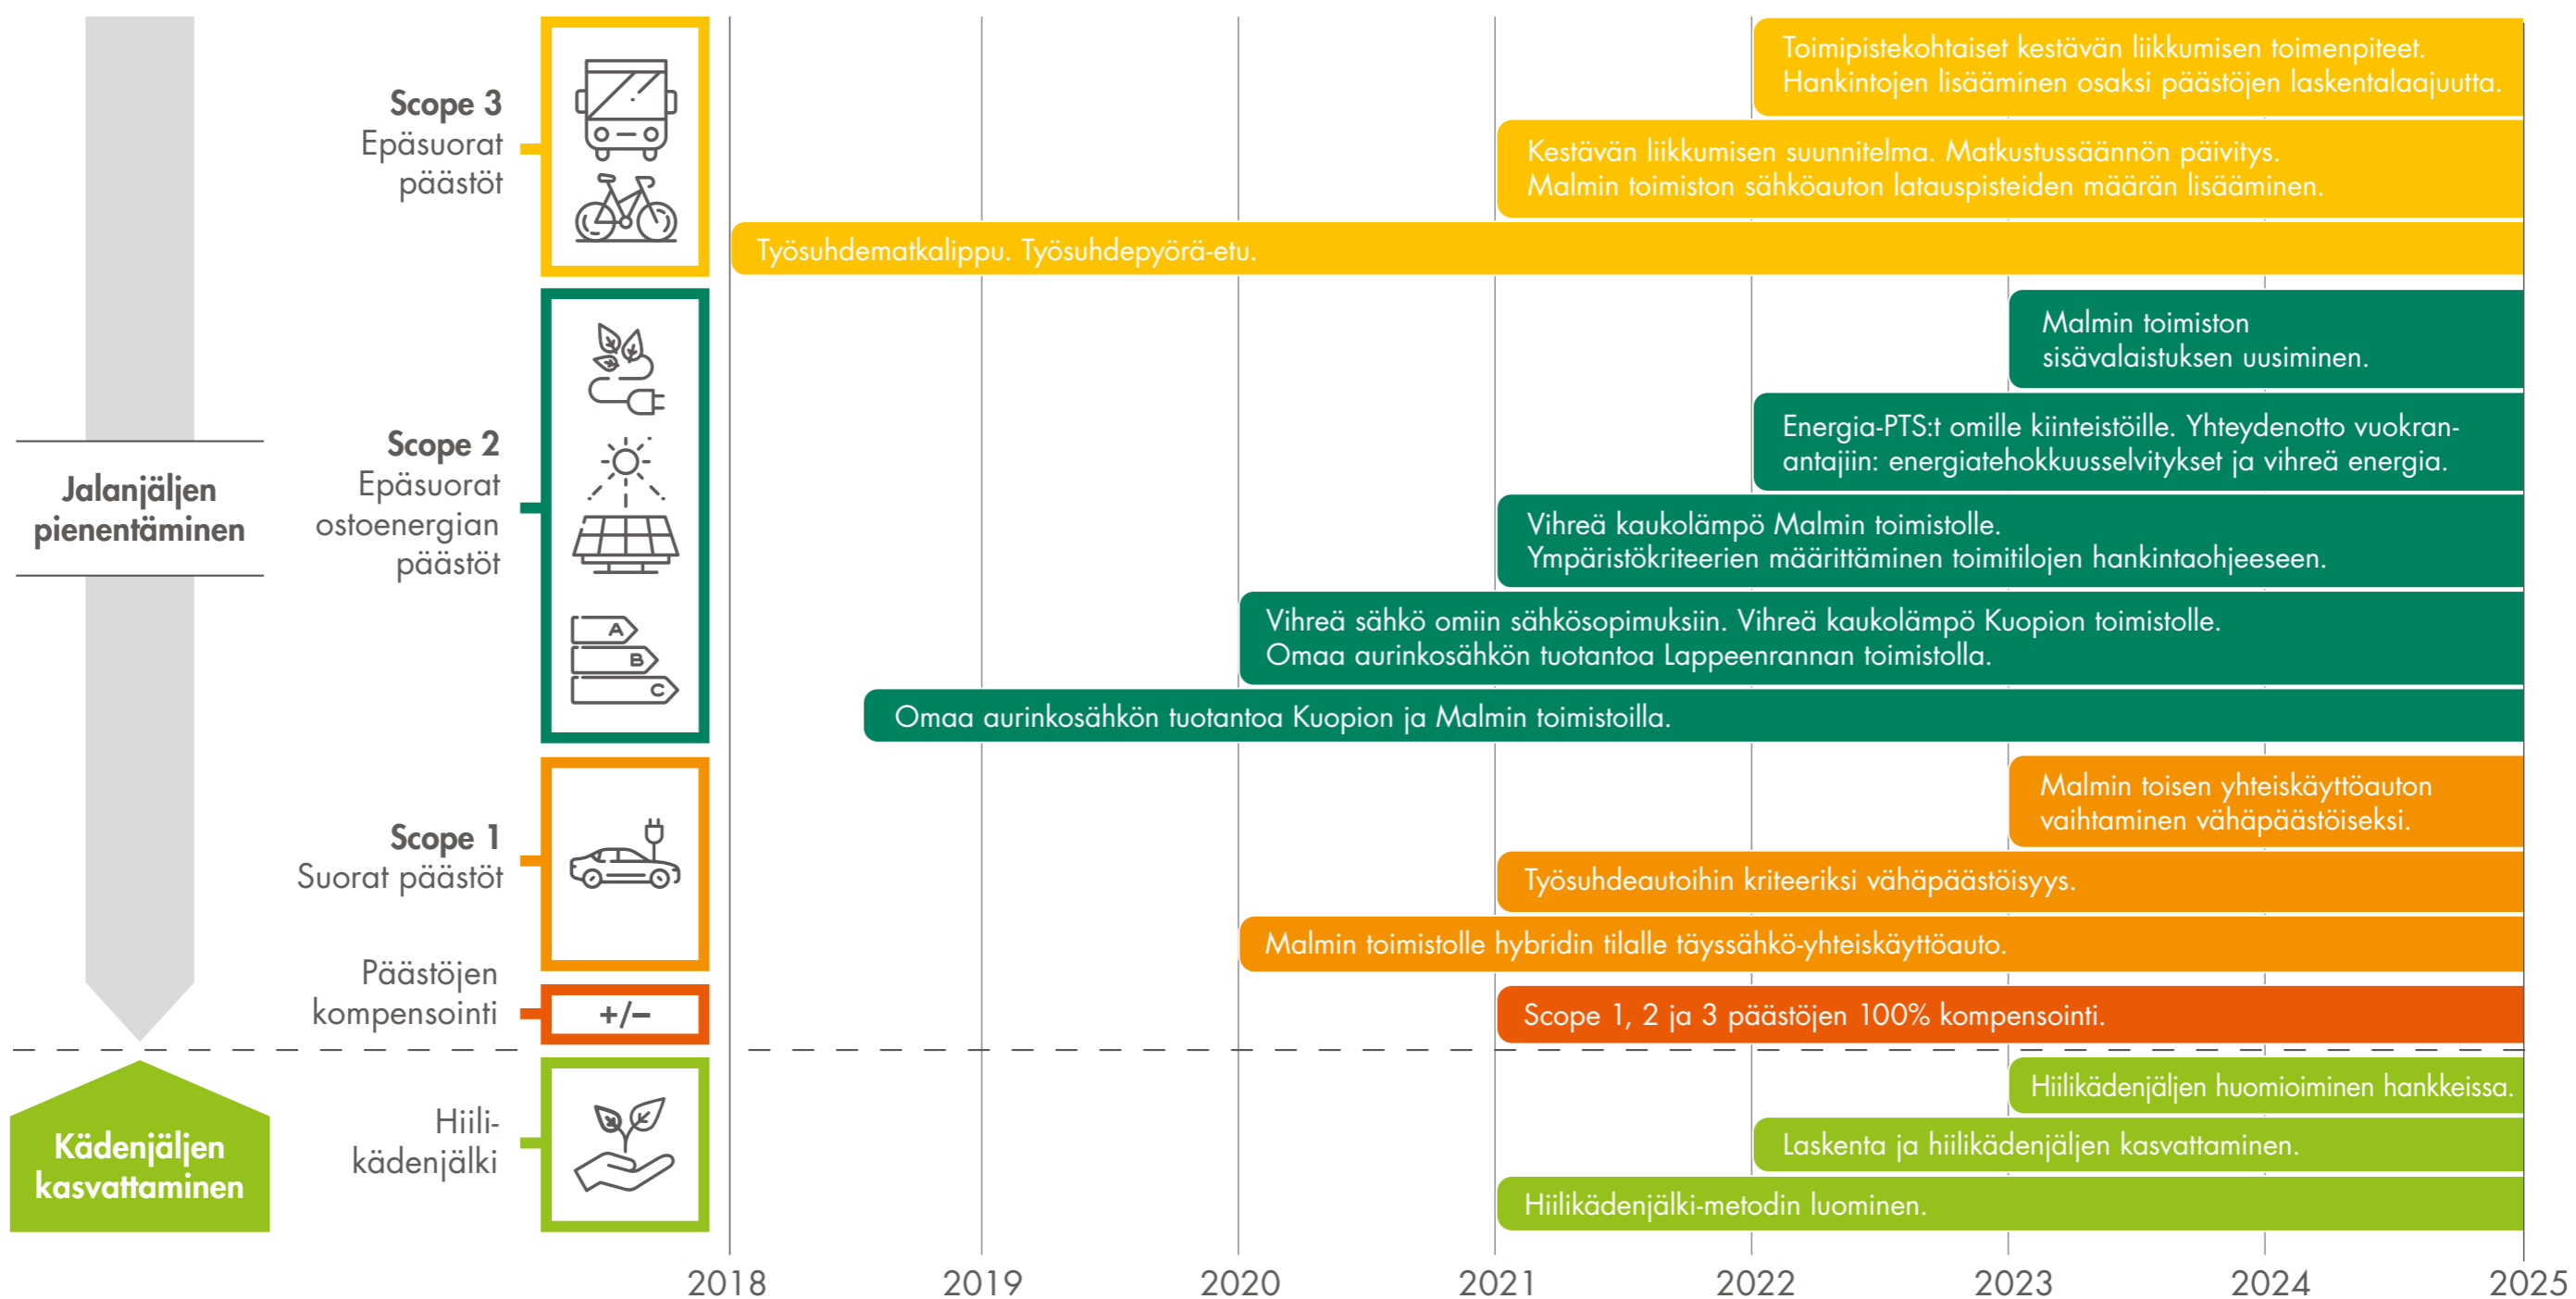 Jalanjäljen
pienentäminen
Kädenjäljen
kasvattaminen
Scope 3
Epäsuorat
päästöt
Toimipistekohtaiset kestävän liikkumisen toimenpiteet.
Hankintojen lisääminen osaksi päästöjen laskentalaajuutta.
Kestävän liikkumisen suunnitelma. Matkustussäännön päivitys.
Malmin toimiston sähköauton latauspisteiden määrän lisääminen.
Työsuhdematkalippu. Työsuhdepyörä-etu.
Scope 2
Epäsuorat
ostoenergian
päästöt
A
B
C
Malmin toimiston
sisävalaistuksen uusiminen.
Energia-PTS:t omille kiinteistöille. Yhteydenotto vuokran-
antajiin: energiatehokkuusselvitykset ja vihreä energia.
Vihreä kaukolämpö Malmin toimistolle.
Ympäristökriteerien määrittäminen toimitilojen hankintaohjeeseen.
Vihreä sähkö omiin sähkösopimuksiin. Vihreä kaukolämpö Kuopion toimistolle.
Omaa aurinkosähkön tuotantoa Lappeenrannan toimistolla.
Omaa aurinkosähkön tuotantoa Kuopion ja Malmin toimistoilla.
Scope 1
Suorat päästöt
Malmin toisen yhteiskäyttöauton
vaihtaminen vähäpäästöiseksi.
Työsuhdeautoihin kriteeriksi vähäpäästöisyys.
Malmin toimistolle hybridin tilalle täyssähkö-yhteiskäyttöauto.
Päästöjen
kompensointi
+/–
Scope 1, 2 ja 3 päästöjen 100% kompensointi.
Hiili-
kädenjälki
Hiilikädenjäljen huomioiminen hankkeissa.
Laskenta ja hiilikädenjäljen kasvattaminen.
Hiilikädenjälki-metodin luominen.
2018 2019 2020 2021 2022 2023 2024 2025